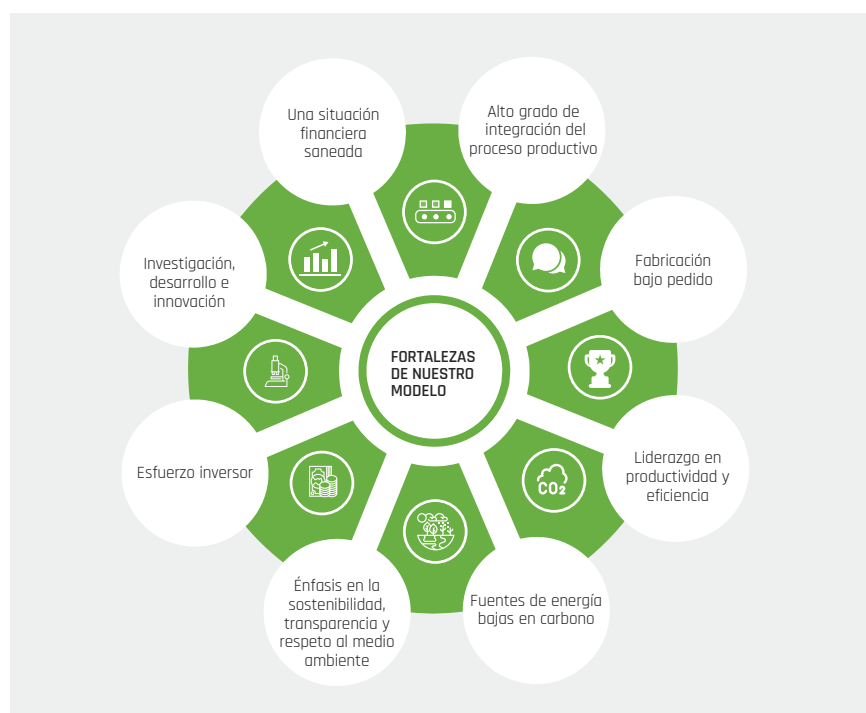 Una situación
financiera
saneada
Alto grado de
integración del
proceso productivo
Investigación,
desarrollo e
innovación
Fabricación
bajo pedido
FORTALEZAS
DE NUESTRO
MODELO
Esfuerzo inversor
Liderazgo en
productividad y
eficiencia
CO₂
Énfasis en la
sostenibilidad,
transparencia y
respeto al medio
ambiente
Fuentes de energía
bajas en carbono